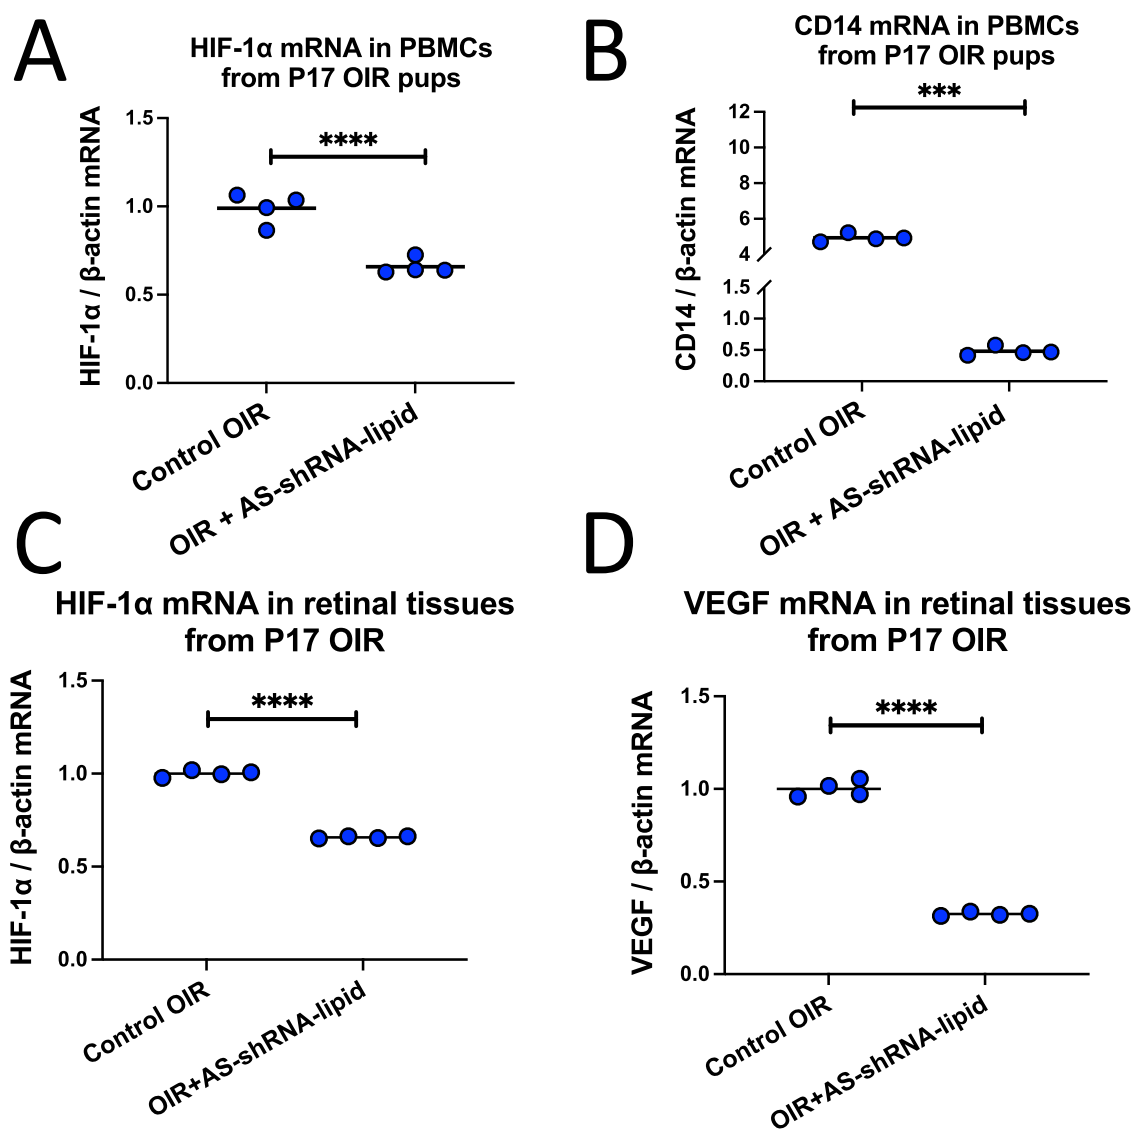 A
HIF-1α mRNA in PBMCs
from P17 OIR pups
HIF-1α / β-actin mRNA
1.5
1.0
0.5
0.0
****
Control OIR
OIR + AS-shRNA-lipid
B
CD14 mRNA in PBMCs
from P17 OIR pups
CD14 / β-actin mRNA
12
10
8
6
4
1.5
1.0
0.5
0.0
***
Control OIR
OIR + AS-shRNA-lipid
C
HIF-1α mRNA in retinal tissues
from P17 OIR
HIF-1α / β-actin mRNA
1.5
1.0
0.5
0.0
****
Control OIR
OIR+AS-shRNA-lipid
D
VEGF mRNA in retinal tissues
from P17 OIR
VEGF / β-actin mRNA
1.5
1.0
0.5
0.0
****
Control OIR
OIR+AS-shRNA-lipid